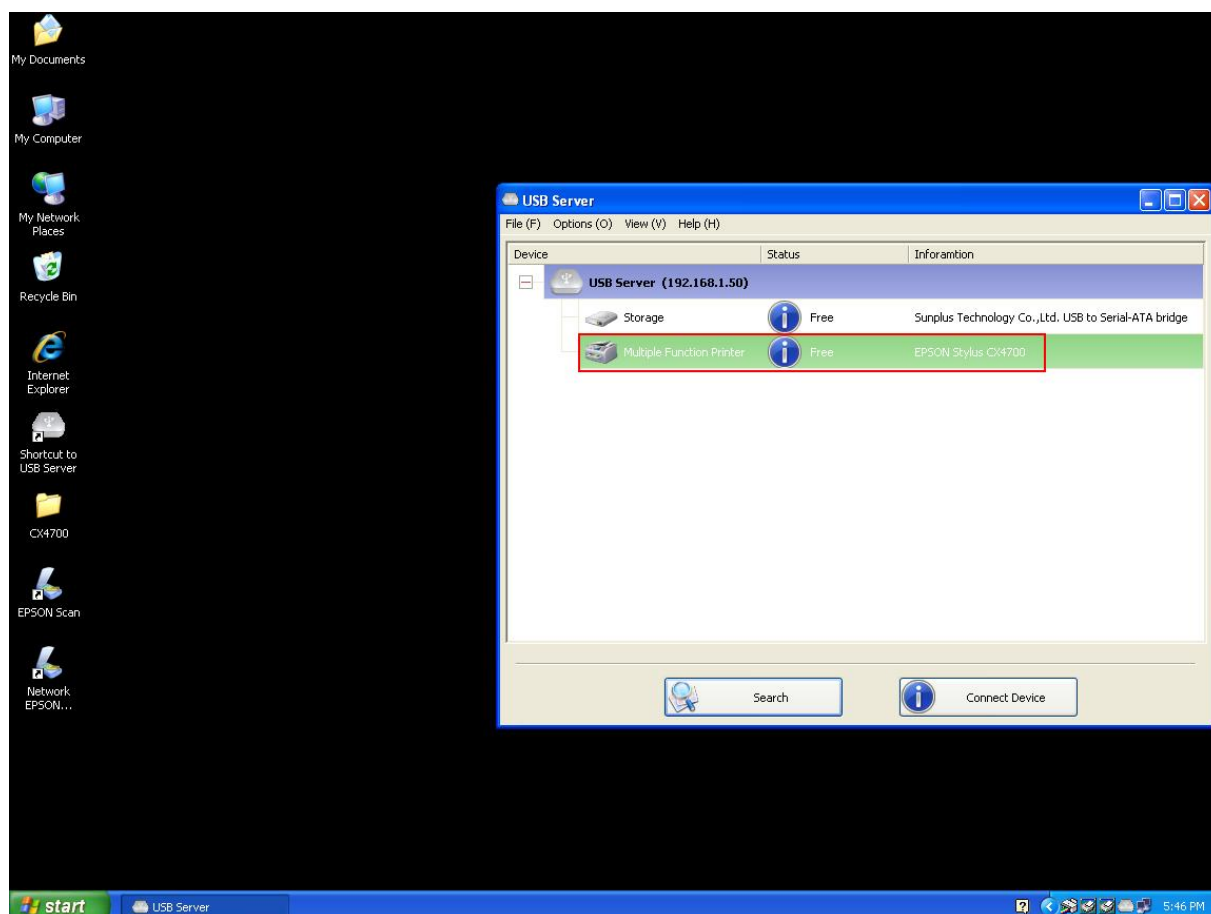 My Documents
My Computer
My Network
Places
Recycle Bin
Internet
Explorer
Shortcut to
USB Server
CX4700
EPSON Scan
Network
EPSON...
USB Server
File (F) Options (O) View (V) Help (H)
Device Status Inforamtion
USB Server (192.168.1.50)
Storage Free Sunplus Technology Co.,Ltd. USB to Serial-ATA bridge
Multiple Function Printer Free EPSON Stylus CX4700
Search Connect Device
start USB Server 5:46 PM